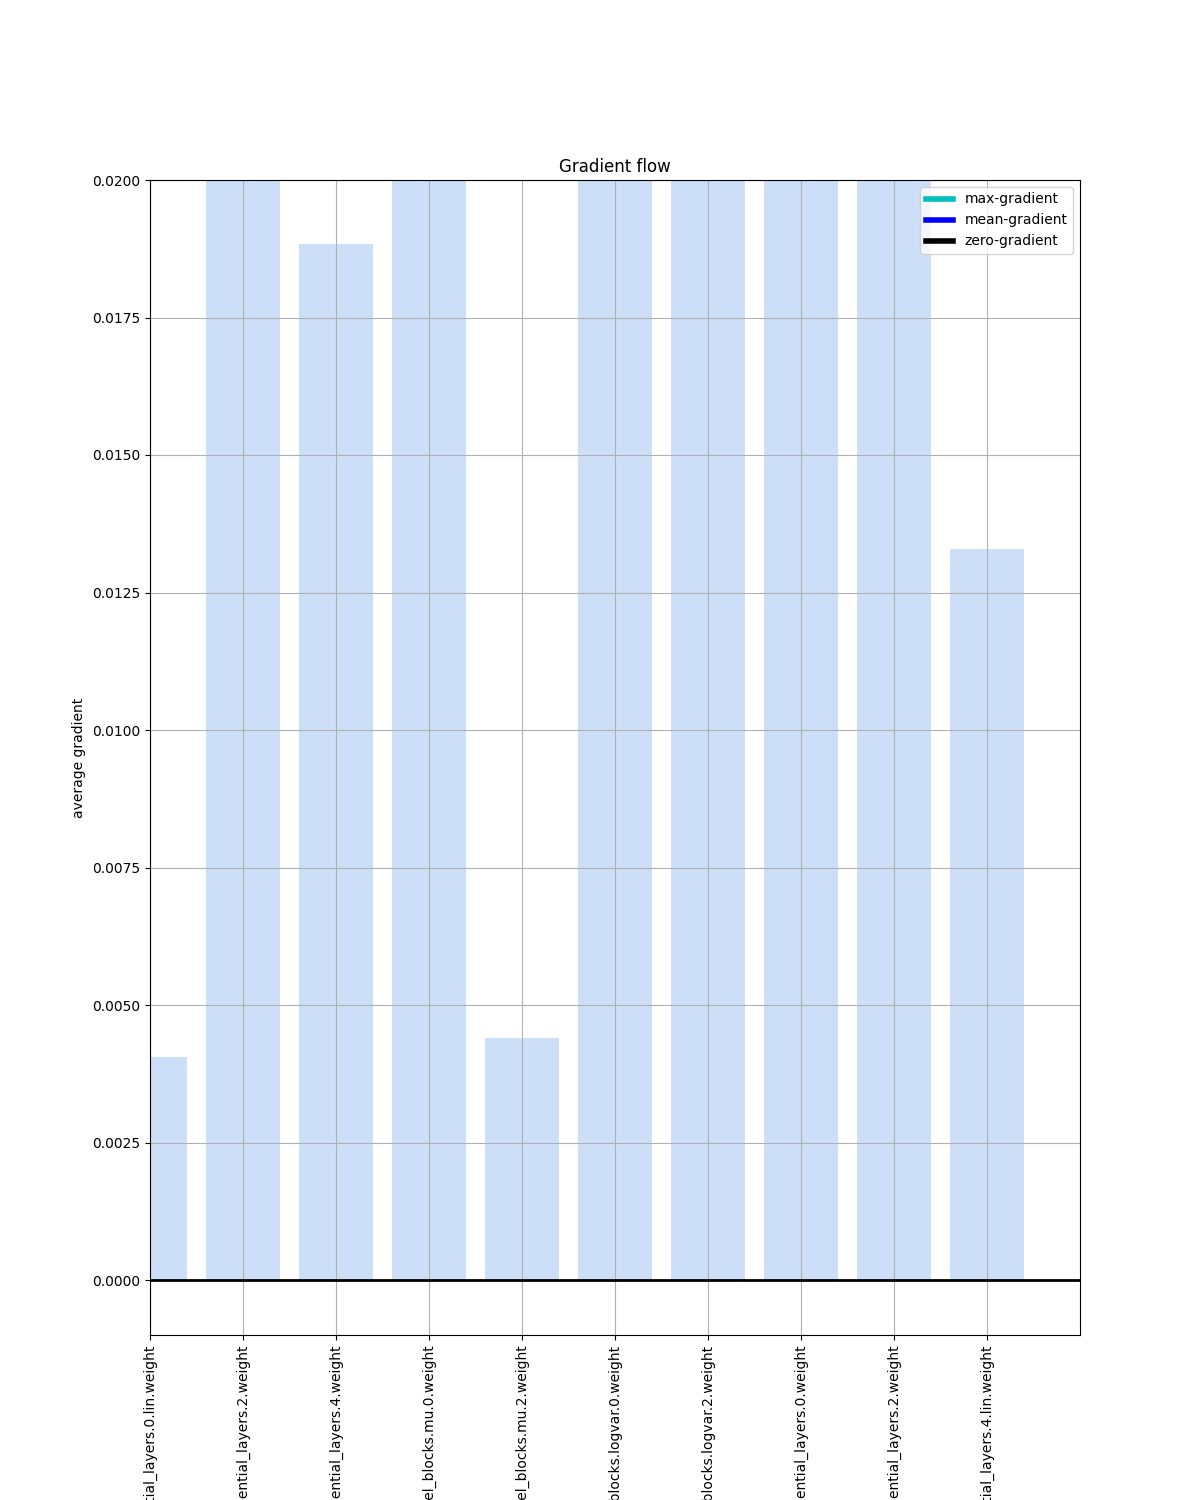 Gradient flow
max-gradient
mean-gradient
zero-gradient
average gradient
0.0200
0.0175
0.0150
0.0125
0.0100
0.0075
0.0050
0.0025
0.0000
tial_layers.0.lin.weight
ential_layers.2.weight
ential_layers.4.weight
el_blocks.mu.0.weight
el_blocks.mu.2.weight
blocks.logvar.0.weight
blocks.logvar.2.weight
ential_layers.0.weight
ential_layers.2.weight
tial_layers.4.lin.weight